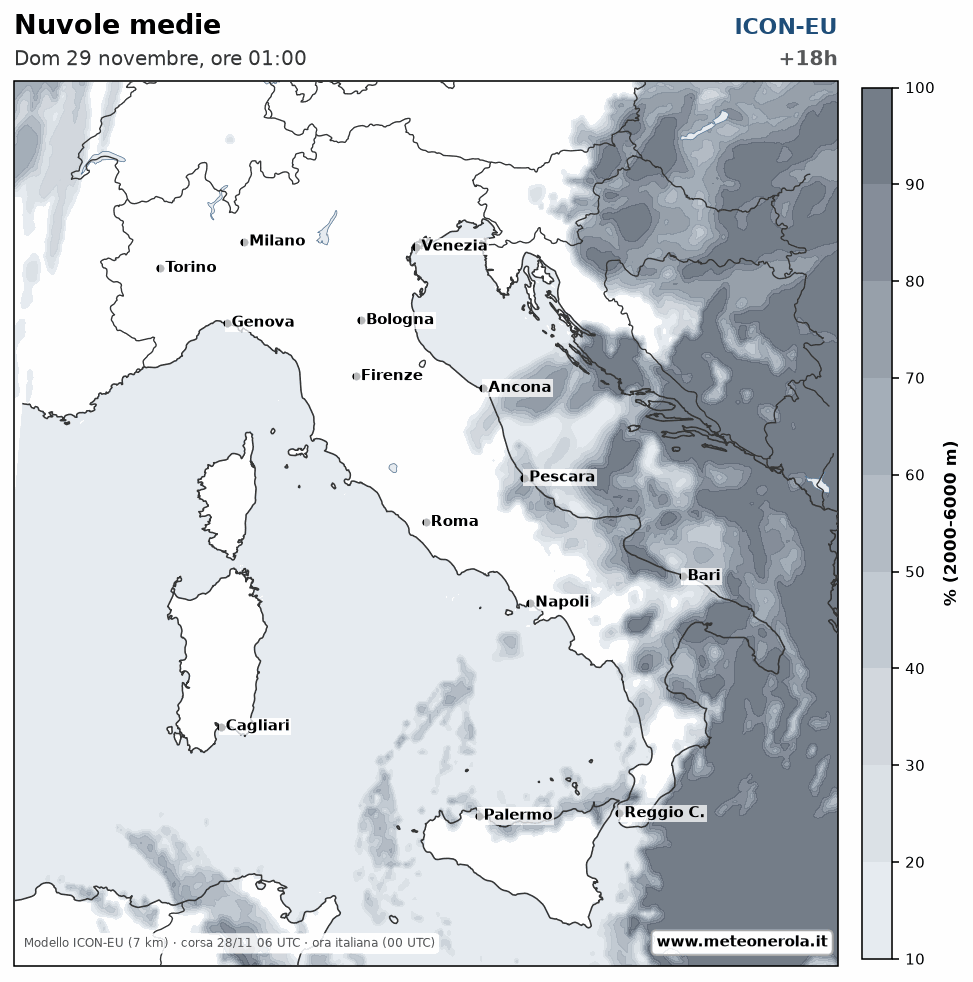 Nuvole medie
ICON-EU
Dom 29 novembre, ore 01:00
+18h
100
90
80
70
60
50
40
30
20
10
% (2000-6000 m)
Milano
Venezia
Torino
Genova
Bologna
Firenze
Ancona
Pescara
Roma
Bari
Napoli
Cagliari
Palermo
Reggio C.
Modello ICON-EU (7 km) · corsa 28/11 06 UTC · ora italiana (00 UTC)
www.meteonerola.it